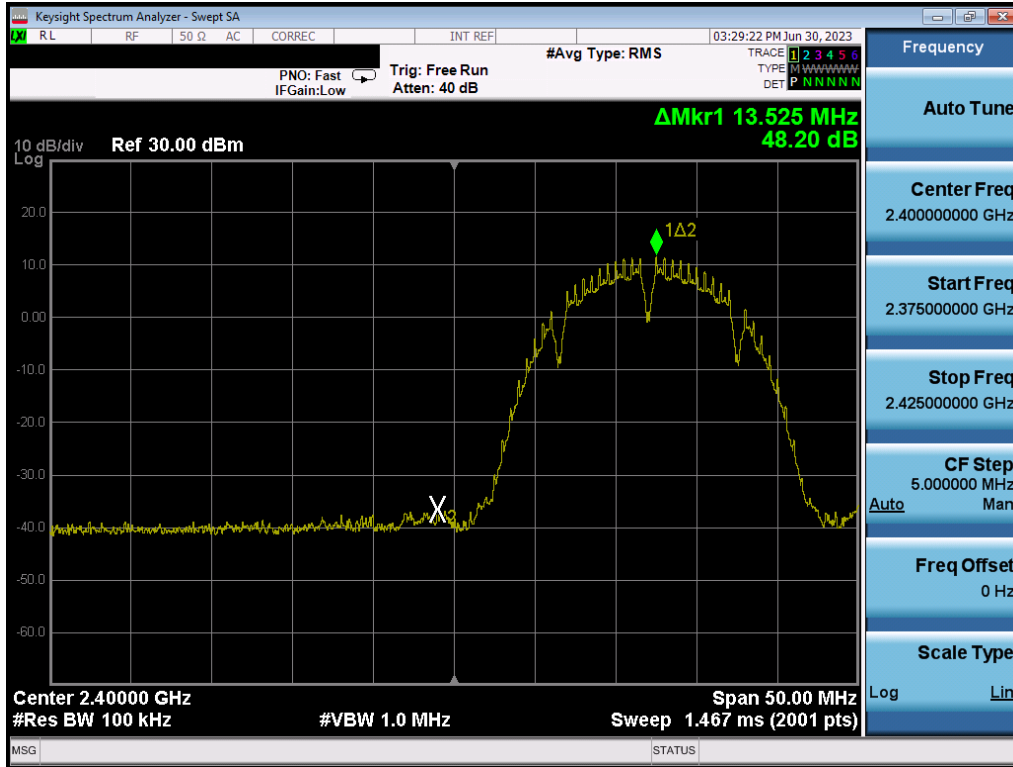 Keysight Spectrum Analyzer - Swept SA
LXI RL RF 50 Ω AC CORREC INT REF 03:29:22 PM Jun 30, 2023
#Avg Type: RMS
TRACE 1 2 3 4 5 6
TYPE M WWWWW
DET P N N N N N
PNO: Fast
IFGain:Low
Trig: Free Run
Atten: 40 dB
ΔMkr1 13.525 MHz
48.20 dB
10 dB/div Ref 30.00 dBm
Log
20.0
10.0
0.00
-10.0
-20.0
-30.0
-40.0
-50.0
-60.0
1Δ2
X
Center 2.40000 GHz
Span 50.00 MHz
#Res BW 100 kHz
#VBW 1.0 MHz
Sweep 1.467 ms (2001 pts)
MSG
STATUS
Frequency
Auto Tune
Center Freq
2.400000000 GHz
Start Freq
2.375000000 GHz
Stop Freq
2.425000000 GHz
CF Step
5.000000 MHz
Auto Man
Freq Offset
0 Hz
Scale Type
Log Lin